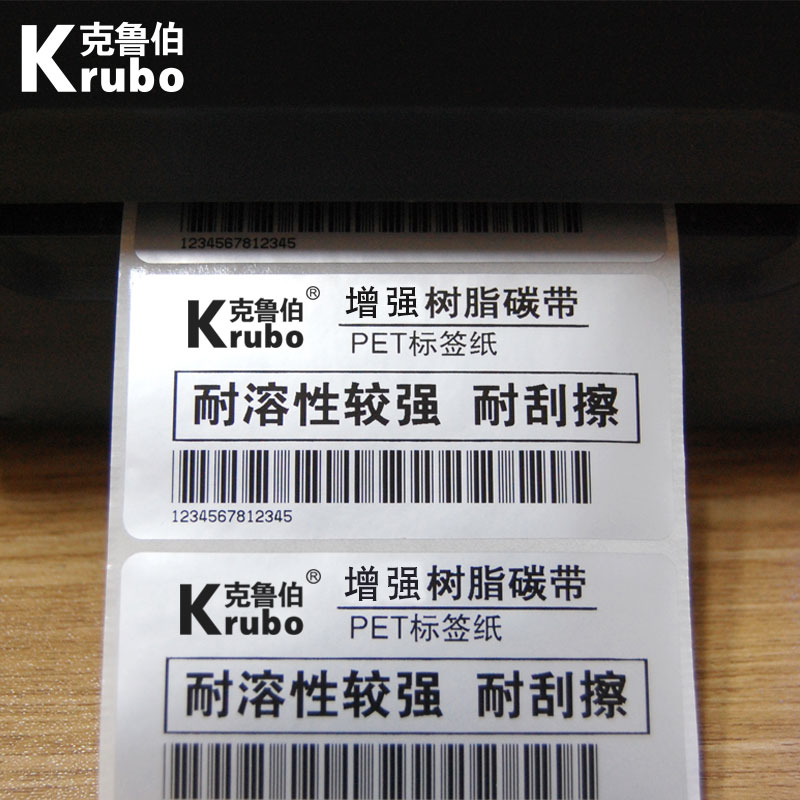 克鲁伯
Krubo
1234567812345
克鲁伯®
Krubo
增强树脂碳带
PET标签纸
耐溶性较强 耐刮擦
1234567812345
克鲁伯®
Krubo
增强树脂碳带
PET标签纸
耐溶性较强 耐刮擦